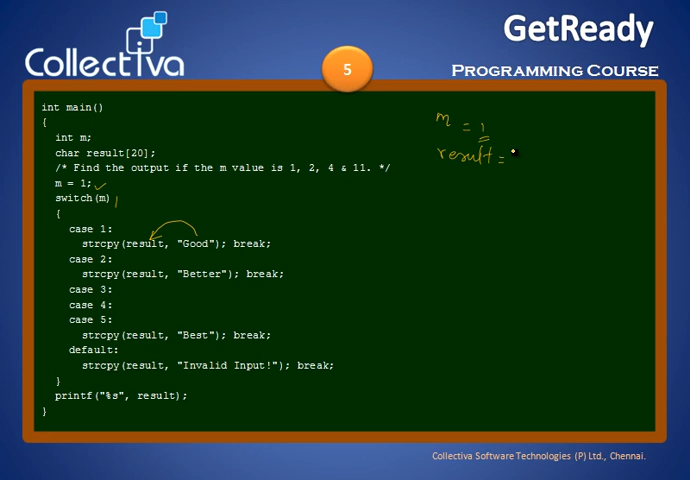 GetReady
Collectiva
5
PROGRAMMING COURSE
int main()
{
int m;
char result[20];
/* Find the output if the m value is 1, 2, 4 & 11. */
m = 1;
switch(m) 1
{
case 1:
strcpy(result, "Good"); break;
case 2:
strcpy(result, "Better"); break;
case 3:
case 4:
case 5:
strcpy(result, "Best"); break;
default:
strcpy(result, "Invalid Input!"); break;
}
printf("%s", result);
}
m = 1
result =
Collectiva Software Technologies (P) Ltd., Chennai.